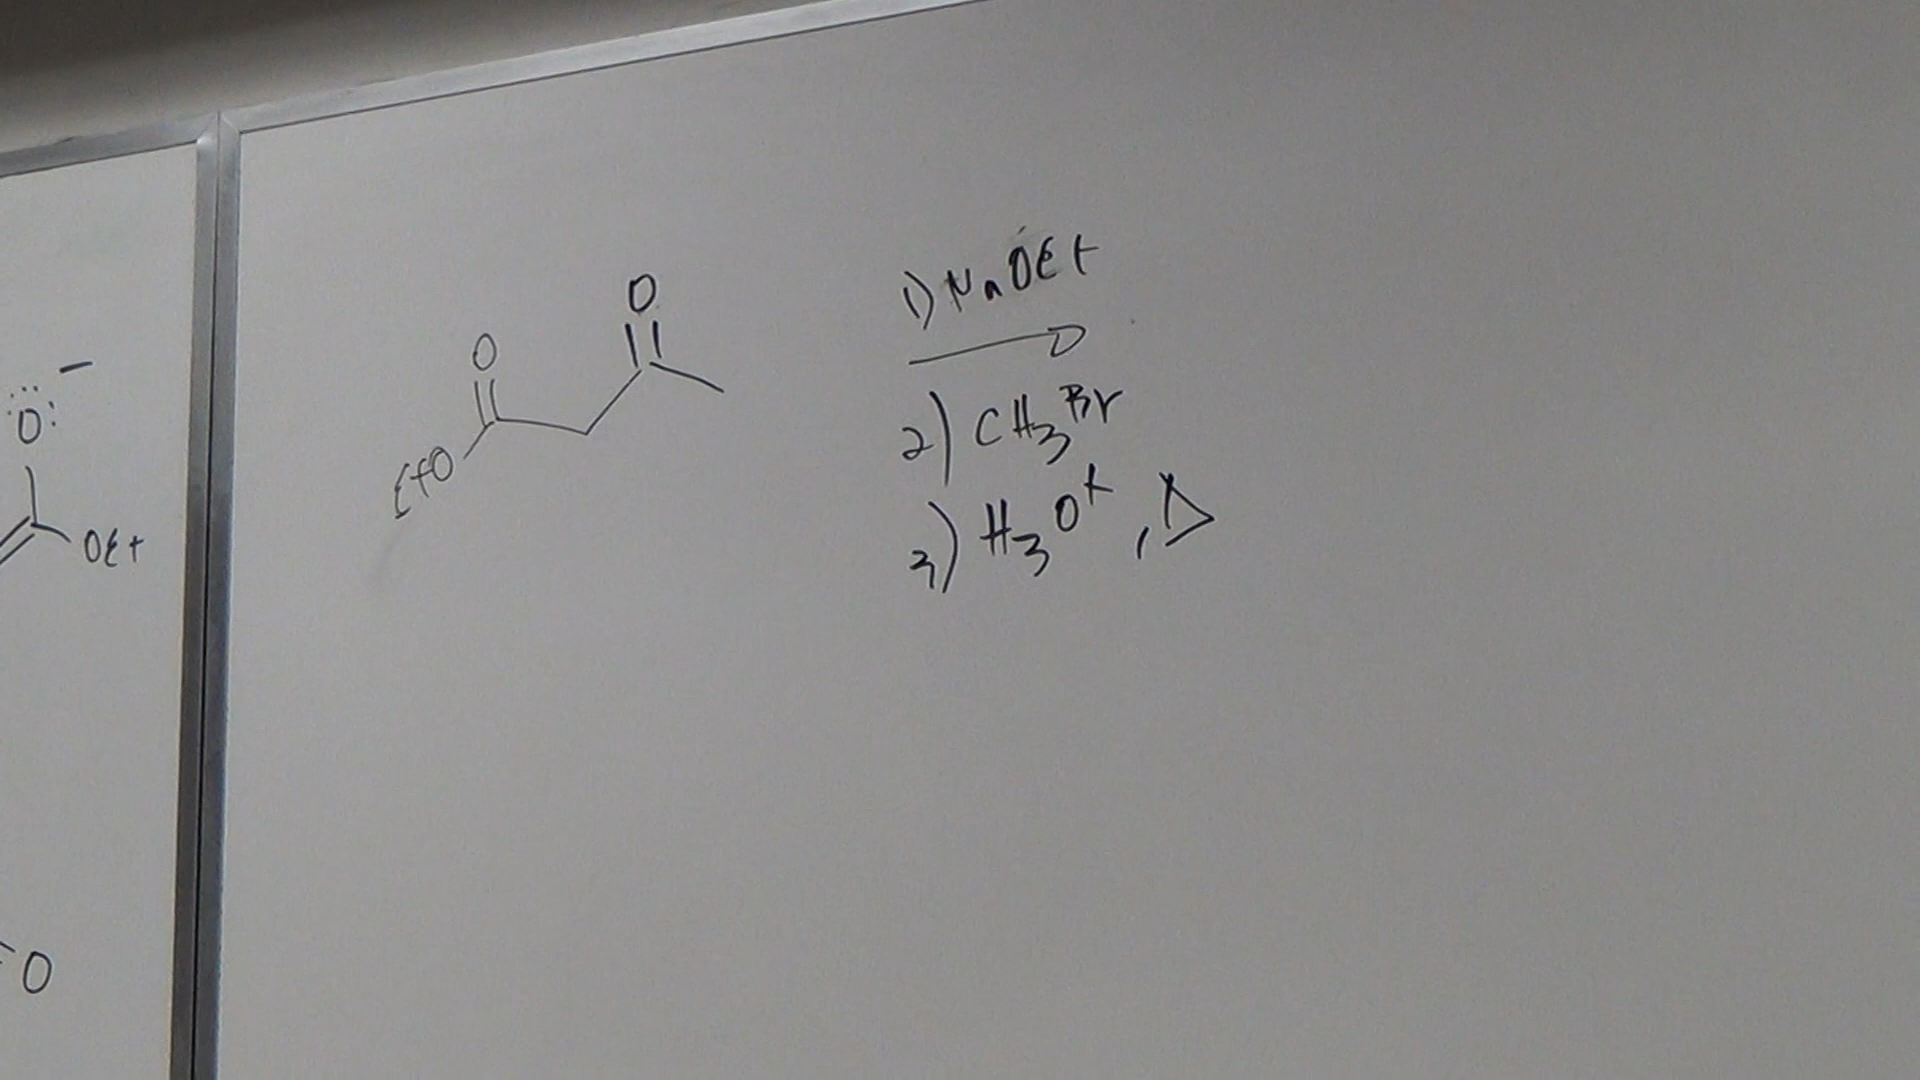 O
O
EtO
1) NaOEt
2) CH3Br
3) H3O+, Δ
:Ö: −
OEt
O